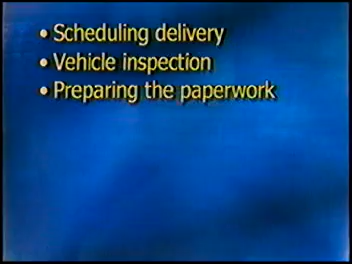 • Scheduling delivery
• Vehicle inspection
• Preparing the paperwork